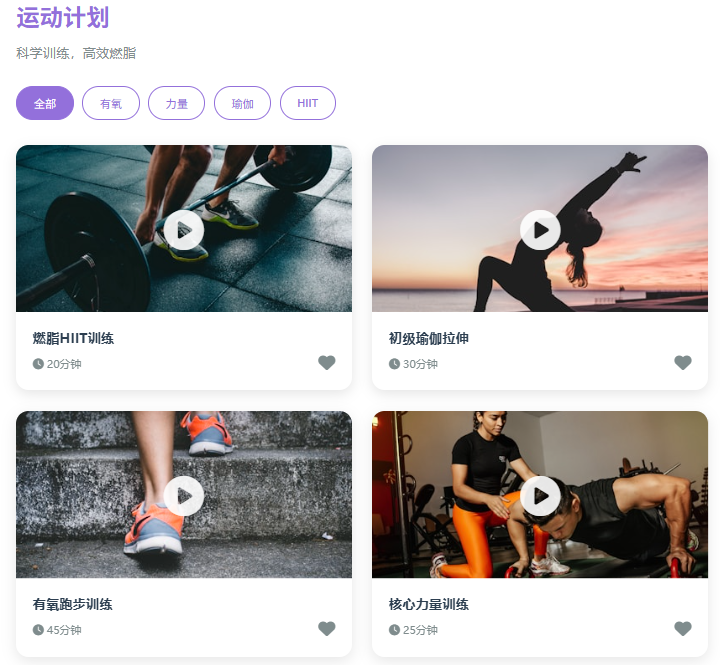 运动计划
科学训练，高效燃脂
全部 有氧 力量 瑜伽 HIIT
燃脂HIIT训练
20分钟
初级瑜伽拉伸
30分钟
有氧跑步训练
45分钟
核心力量训练
25分钟